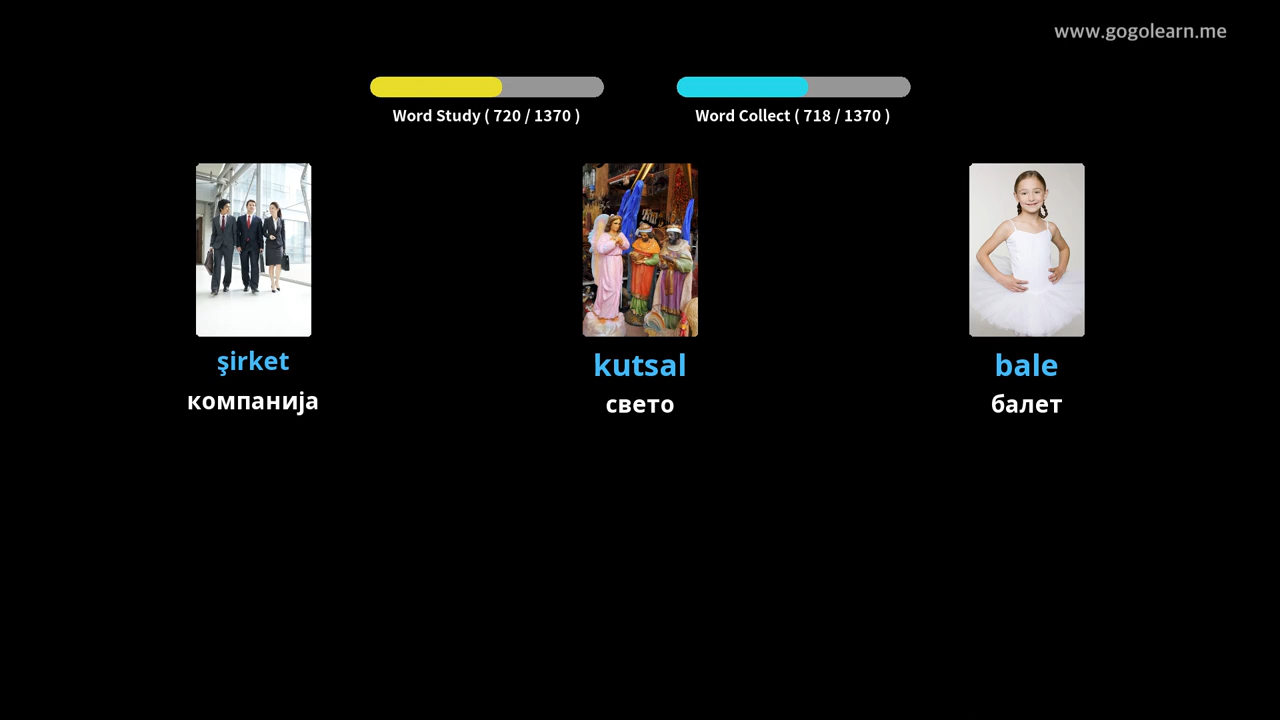 www.gogolearn.me
Word Study ( 720 / 1370 )
Word Collect ( 718 / 1370 )
şirket
kutsal
bale
компанија
свето
балет